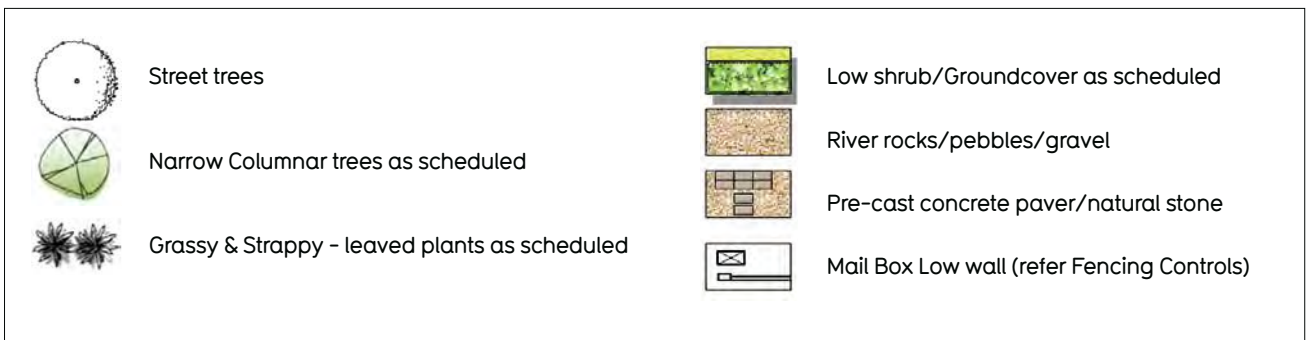 Street trees
Narrow Columnar trees as scheduled
Grassy & Strappy - leaved plants as scheduled
Low shrub/Groundcover as scheduled
River rocks/pebbles/gravel
Pre-cast concrete paver/natural stone
Mail Box Low wall (refer Fencing Controls)